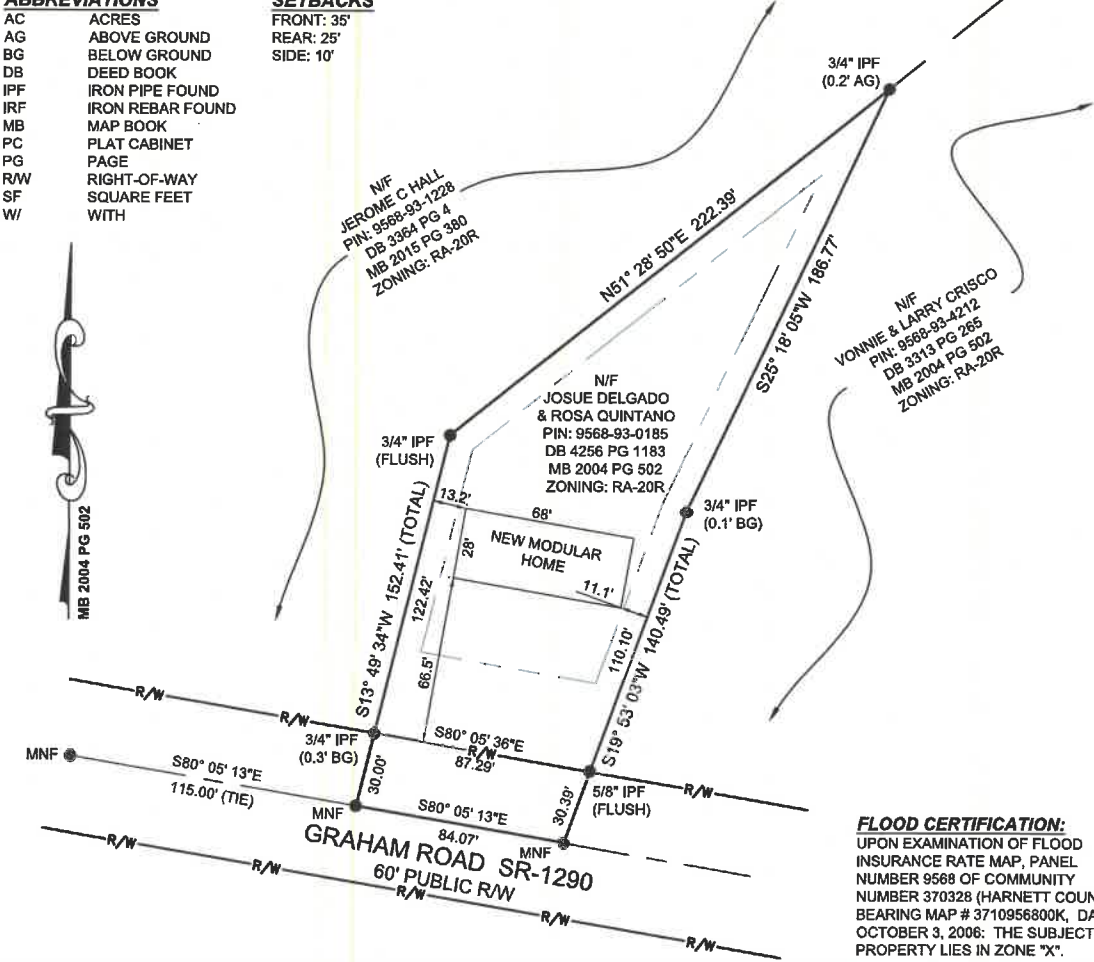 ABBREVIATIONS
AC ACRES
AG ABOVE GROUND
BG BELOW GROUND
DB DEED BOOK
IPF IRON PIPE FOUND
IRF IRON REBAR FOUND
MB MAP BOOK
PC PLAT CABINET
PG PAGE
R/W RIGHT-OF-WAY
SF SQUARE FEET
W/ WITH
SETBACKS
FRONT: 35'
REAR: 25'
SIDE: 10'
3/4" IPF
(0.2' AG)
N/F
JEROME C HALL
PIN: 9568-93-1228
DB 3364 PG 4
MB 2015 PG 380
ZONING: RA-20R
N51° 28' 50"E 222.39'
S25° 18' 05"W 186.77'
N/F
VONNIE & LARRY CRISCO
PIN: 9568-93-4212
DB 3313 PG 265
MB 2004 PG 502
ZONING: RA-20R
MB 2004 PG 502
N/F
JOSUE DELGADO
& ROSA QUINTANO
PIN: 9568-93-0185
DB 4256 PG 1183
MB 2004 PG 502
ZONING: RA-20R
3/4" IPF
(FLUSH)
3/4" IPF
(0.1' BG)
13.2'
68'
28'
NEW MODULAR
HOME
11.1'
122.42'
66.5'
110.10'
S13° 49' 34"W 152.41' (TOTAL)
S19° 53' 03"W 140.49' (TOTAL)
R/W
R/W
3/4" IPF
(0.3' BG)
S80° 05' 36"E
R/W
87.29'
R/W
5/8" IPF
(FLUSH)
MNF
S80° 05' 13"E
115.00' (TIE)
30.00'
30.39'
MNF
S80° 05' 13"E
84.07'
MNF
GRAHAM ROAD SR-1290
60' PUBLIC R/W
R/W
R/W
R/W
R/W
R/W
FLOOD CERTIFICATION:
UPON EXAMINATION OF FLOOD
INSURANCE RATE MAP, PANEL
NUMBER 9568 OF COMMUNITY
NUMBER 370328 (HARNETT COUN
BEARING MAP # 3710956800K, DA
OCTOBER 3, 2006: THE SUBJECT
PROPERTY LIES IN ZONE "X".